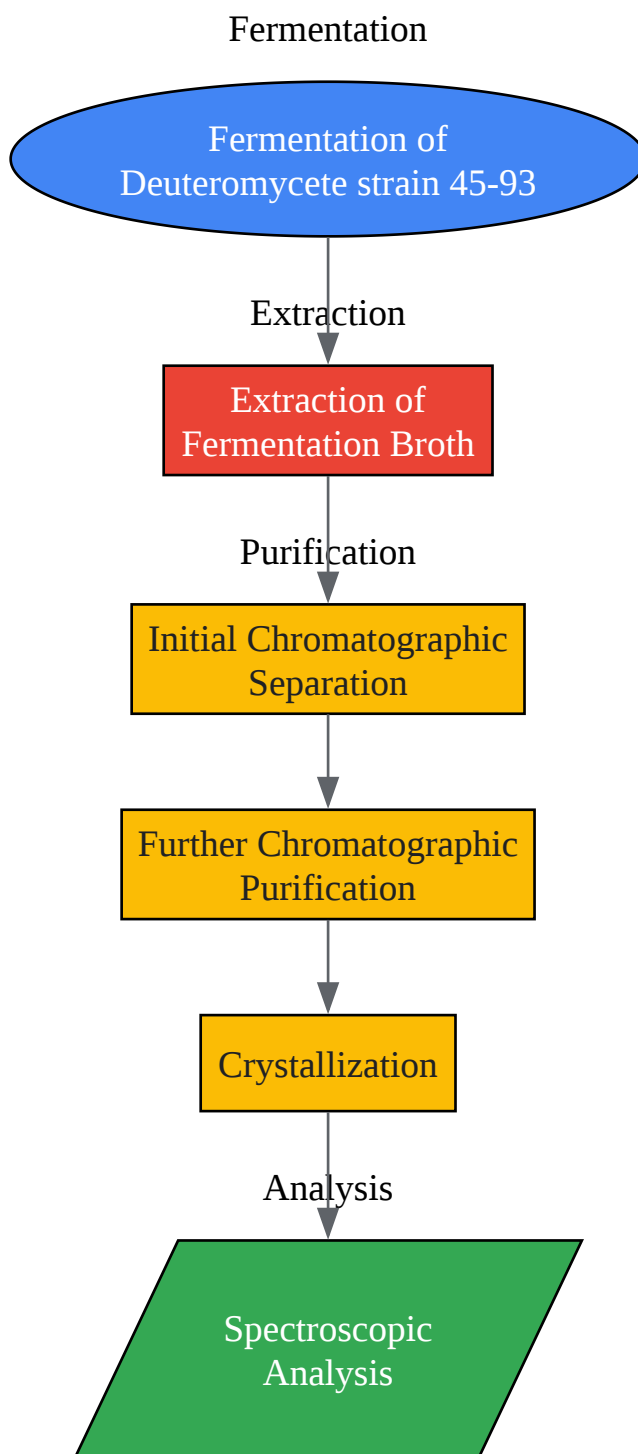 Fermentation
Fermentation of
Deuteromycete strain 45-93
Extraction
Extraction of
Fermentation Broth
Purification
Initial Chromatographic
Separation
Further Chromatographic
Purification
Crystallization
Analysis
Spectroscopic
Analysis